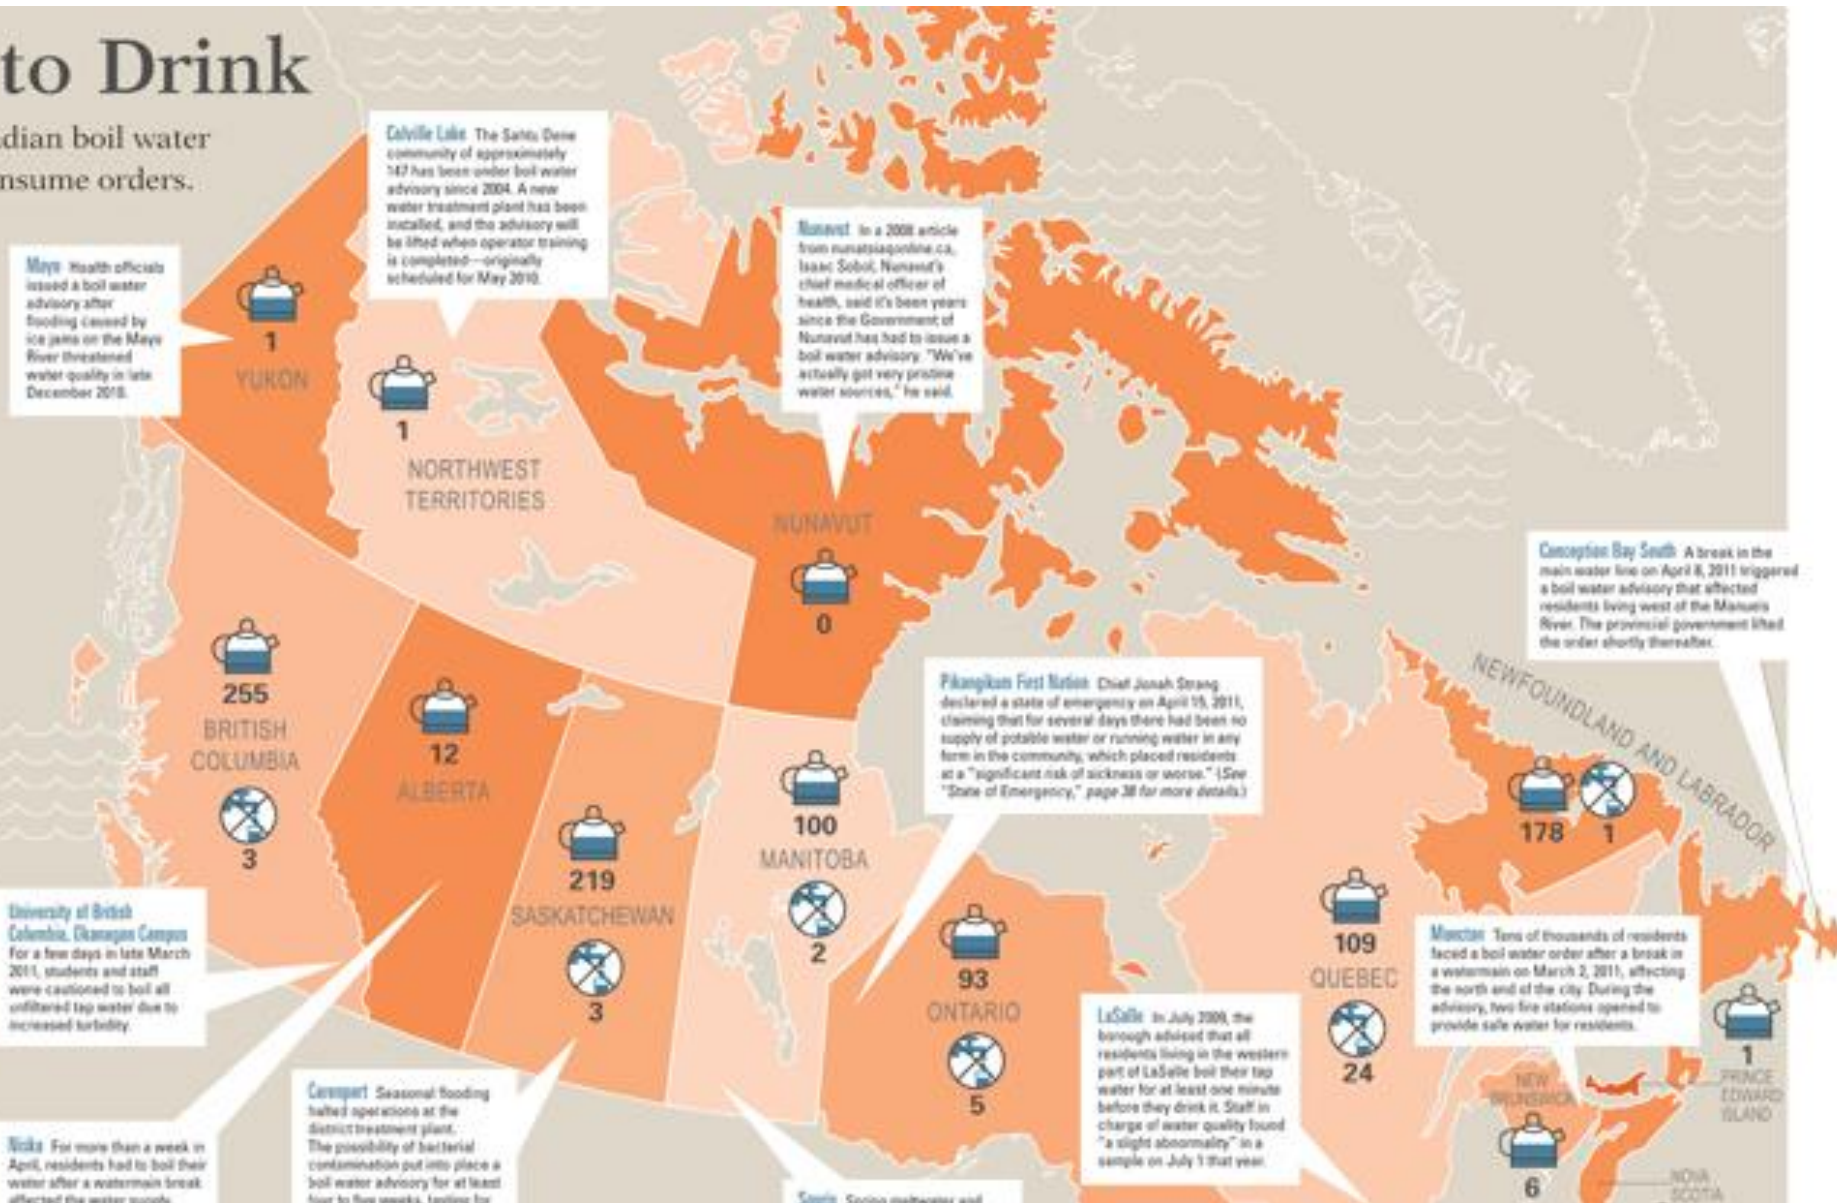 to Drink
dian boil water
nsume orders.
Colville Lake The Sahtu Dene
community of approximately
147 has been under boil water
advisory since 2004. A new
water treatment plant has been
installed, and the advisory will
be lifted when operator training
is completed—originally
scheduled for May 2010.
Mayo Health officials
issued a boil water
advisory after
flooding caused by
ice jams on the Mayo
River threatened
water quality in late
December 2010.
Nunavut In a 2008 article
from nunatsiaqonline.ca,
Isaac Sobol, Nunavut's
chief medical officer of
health, said it's been years
since the Government of
Nunavut has had to issue a
boil water advisory. "We've
actually got very pristine
water sources," he said.
1
YUKON
1
NORTHWEST
TERRITORIES
NUNAVUT
0
Conception Bay South A break in the
main water line on April 8, 2011 triggered
a boil water advisory that affected
residents living west of the Manuels
River. The provincial government lifted
the order shortly thereafter.
NEWFOUNDLAND AND LABRADOR
178
1
Pikangikum First Nation Chief Jonah Strang
declared a state of emergency on April 15, 2011,
claiming that for several days there had been no
supply of potable water or running water in any
form in the community, which placed residents
at a "significant risk of sickness or worse." (See
"State of Emergency," page 38 for more details.)
255
BRITISH
COLUMBIA
3
12
ALBERTA
219
SASKATCHEWAN
3
100
MANITOBA
2
93
ONTARIO
5
109
QUEBEC
24
University of British
Columbia, Okanagan Campus
For a few days in late March
2011, students and staff
were cautioned to boil all
unfiltered tap water due to
increased turbidity.
Moncton Tens of thousands of residents
faced a boil water order after a break in
a watermain on March 2, 2011, affecting
the north end of the city. During the
advisory, two fire stations opened to
provide safe water for residents.
LaSalle In July 2009, the
borough advised that all
residents living in the western
part of LaSalle boil their tap
water for at least one minute
before they drink it. Staff in
charge of water quality found
"a slight abnormality" in a
sample on July 1 that year.
1
PRINCE
EDWARD
ISLAND
NEW
BRUNSWICK
6
NOVA
SCOTIA
Caronport Seasonal flooding
halted operations at the
district treatment plant.
The possibility of bacterial
contamination put into place a
boil water advisory for at least
four to five weeks, testing for
Niska For more than a week in
April, residents had to boil their
water after a watermain break
affected the water supply.
Spring meltwater and